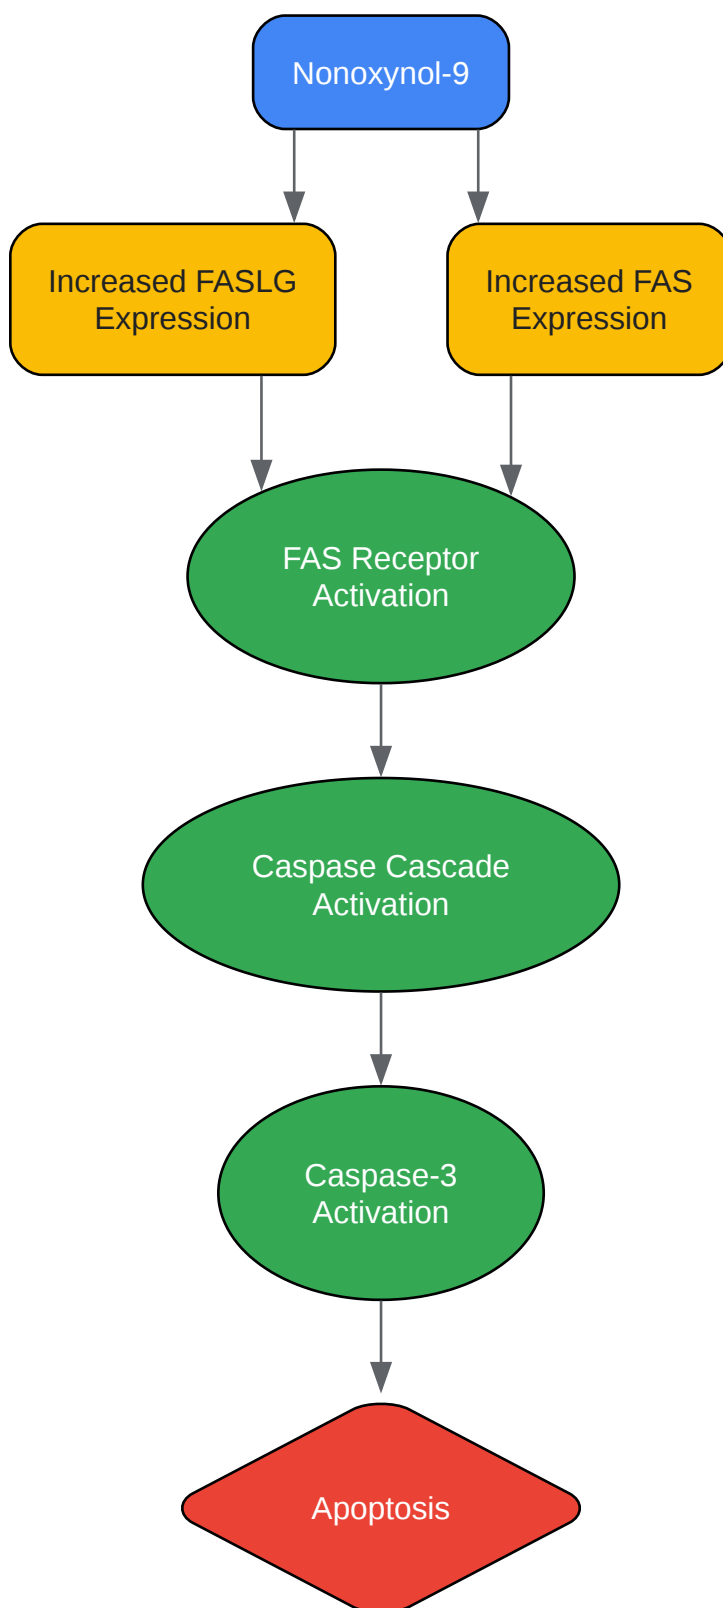 Nonoxynol-9
Increased FASLG
Expression
Increased FAS
Expression
FAS Receptor
Activation
Caspase Cascade
Activation
Caspase-3
Activation
Apoptosis